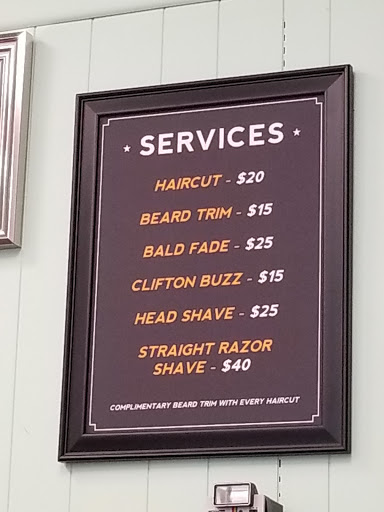 SERVICES
HAIRCUT - $20
BEARD TRIM - $15
BALD FADE - $25
CLIFTON BUZZ - $15
HEAD SHAVE - $25
STRAIGHT RAZOR
SHAVE - $40
COMPLIMENTARY BEARD TRIM WITH EVERY HAIRCUT